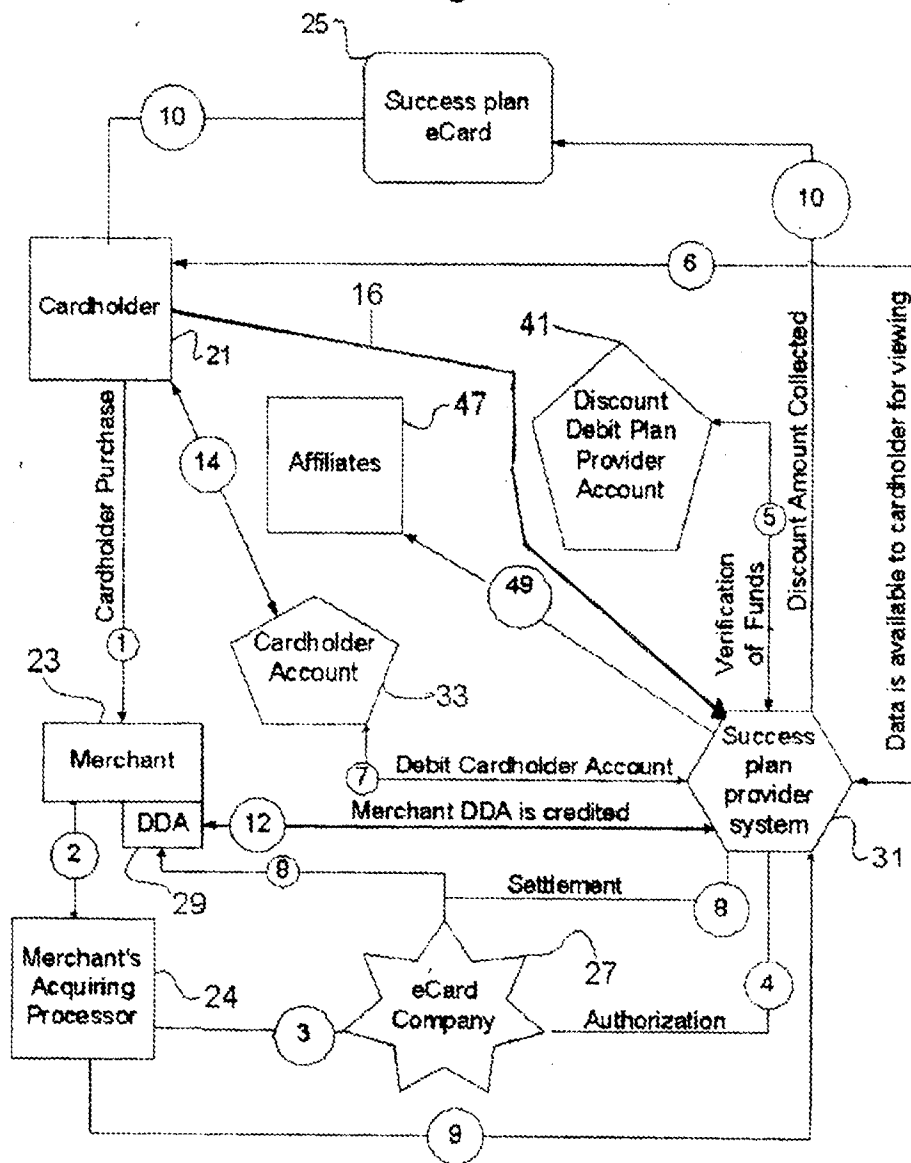 25
Success plan
eCard
10
10
6
Cardholder
21
16
41
Discount
Debit Plan
Provider
Account
47
Affiliates
14
Cardholder Purchase
5
49
Verification
of Funds
Discount Amount Collected
Data is available to cardholder for viewing
1
Cardholder
Account
33
23
Merchant
DDA
7
Debit Cardholder Account
12
Merchant DDA is credited
Success
plan
provider
system
31
2
29
8
Settlement
8
Merchant's
Acquiring
Processor
24
3
eCard
Company
27
Authorization
4
9